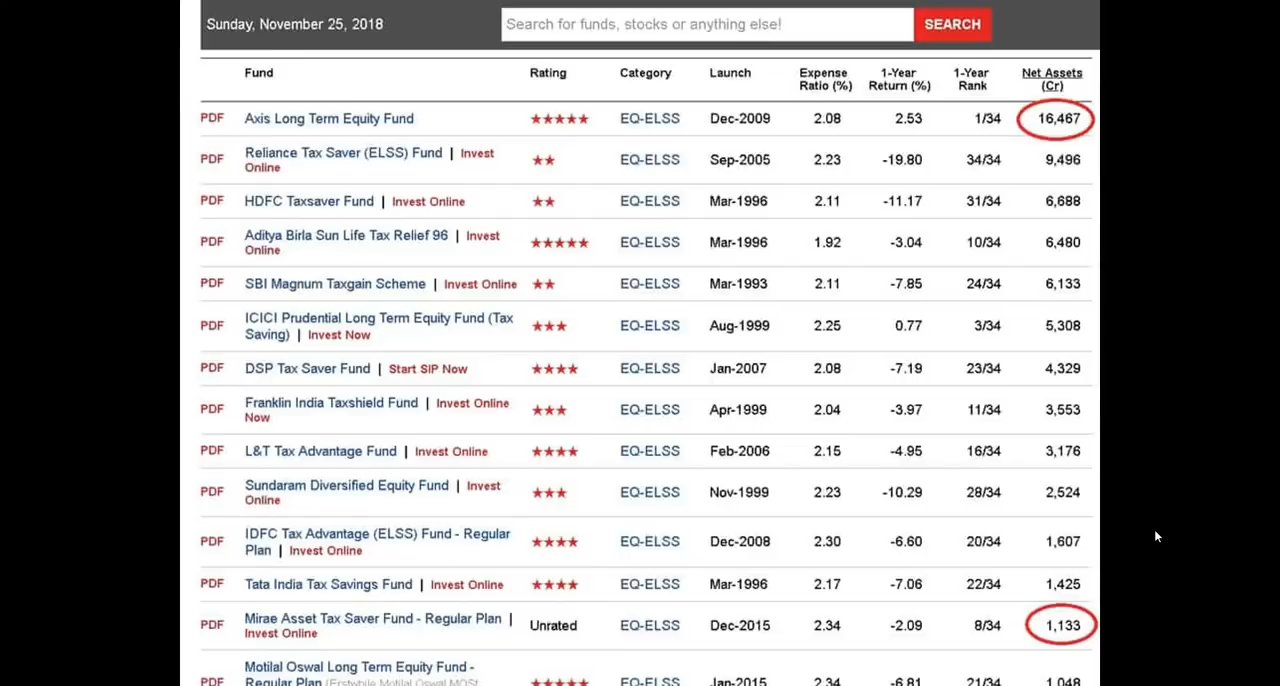 Sunday, November 25, 2018
Search for funds, stocks or anything else!
SEARCH
Fund Rating Category Launch Expense Ratio (%) 1-Year Return (%) 1-Year Rank Net Assets (Cr)
PDF Axis Long Term Equity Fund ★★★★★ EQ-ELSS Dec-2009 2.08 2.53 1/34 16,467
PDF Reliance Tax Saver (ELSS) Fund | Invest
Online ★★ EQ-ELSS Sep-2005 2.23 -19.80 34/34 9,496
PDF HDFC Taxsaver Fund | Invest Online ★★ EQ-ELSS Mar-1996 2.11 -11.17 31/34 6,688
PDF Aditya Birla Sun Life Tax Relief 96 | Invest
Online ★★★★★ EQ-ELSS Mar-1996 1.92 -3.04 10/34 6,480
PDF SBI Magnum Taxgain Scheme | Invest Online ★★ EQ-ELSS Mar-1993 2.11 -7.85 24/34 6,133
PDF ICICI Prudential Long Term Equity Fund (Tax
Saving) | Invest Now ★★★ EQ-ELSS Aug-1999 2.25 0.77 3/34 5,308
PDF DSP Tax Saver Fund | Start SIP Now ★★★★ EQ-ELSS Jan-2007 2.08 -7.19 23/34 4,329
PDF Franklin India Taxshield Fund | Invest Online
Now ★★★ EQ-ELSS Apr-1999 2.04 -3.97 11/34 3,553
PDF L&T Tax Advantage Fund | Invest Online ★★★★ EQ-ELSS Feb-2006 2.15 -4.95 16/34 3,176
PDF Sundaram Diversified Equity Fund | Invest
Online ★★★ EQ-ELSS Nov-1999 2.23 -10.29 28/34 2,524
PDF IDFC Tax Advantage (ELSS) Fund - Regular
Plan | Invest Online ★★★★ EQ-ELSS Dec-2008 2.30 -6.60 20/34 1,607
PDF Tata India Tax Savings Fund | Invest Online ★★★★ EQ-ELSS Mar-1996 2.17 -7.06 22/34 1,425
PDF Mirae Asset Tax Saver Fund - Regular Plan |
Invest Online Unrated EQ-ELSS Dec-2015 2.34 -2.09 8/34 1,133
Motilal Oswal Long Term Equity Fund -
PDF Regular Plan (Erstwhile Motilal Oswal MOSt ★★★★★ EQ-ELSS Jan-2015 2.34 -6.81 21/34 1,048